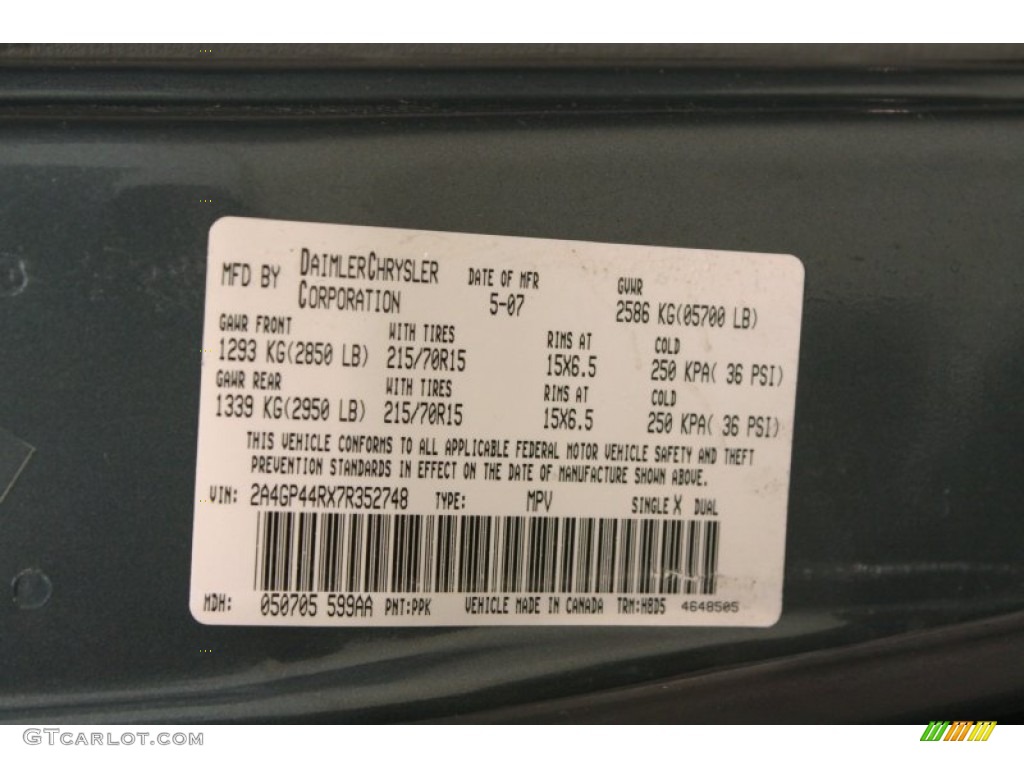 MFD BY DAIMLERCHRYSLER CORPORATION
DATE OF MFR
5-07
GVWR
2586 KG(05700 LB)
GAWR FRONT WITH TIRES RIMS AT COLD
1293 KG(2850 LB) 215/70R15 15X6.5 250 KPA( 36 PSI)
GAWR REAR WITH TIRES RIMS AT COLD
1339 KG(2950 LB) 215/70R15 15X6.5 250 KPA( 36 PSI)
THIS VEHICLE CONFORMS TO ALL APPLICABLE FEDERAL MOTOR VEHICLE SAFETY AND THEFT
PREVENTION STANDARDS IN EFFECT ON THE DATE OF MANUFACTURE SHOWN ABOVE.
VIN: 2A4GP44RX7R352748 TYPE: MPV SINGLE X DUAL
MDH: 050705 599AA PNT:PPK VEHICLE MADE IN CANADA TRM:H8D5 4648505
GTCARLOT.COM